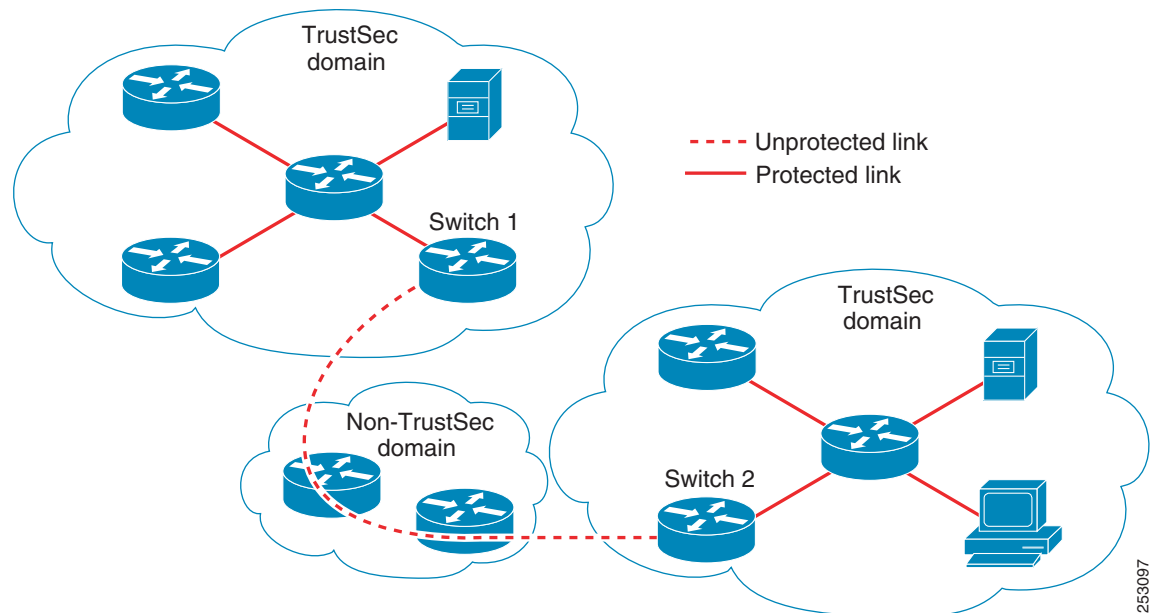 TrustSec
domain
Unprotected link
Protected link
Switch 1
TrustSec
domain
Non-TrustSec
domain
Switch 2
253097